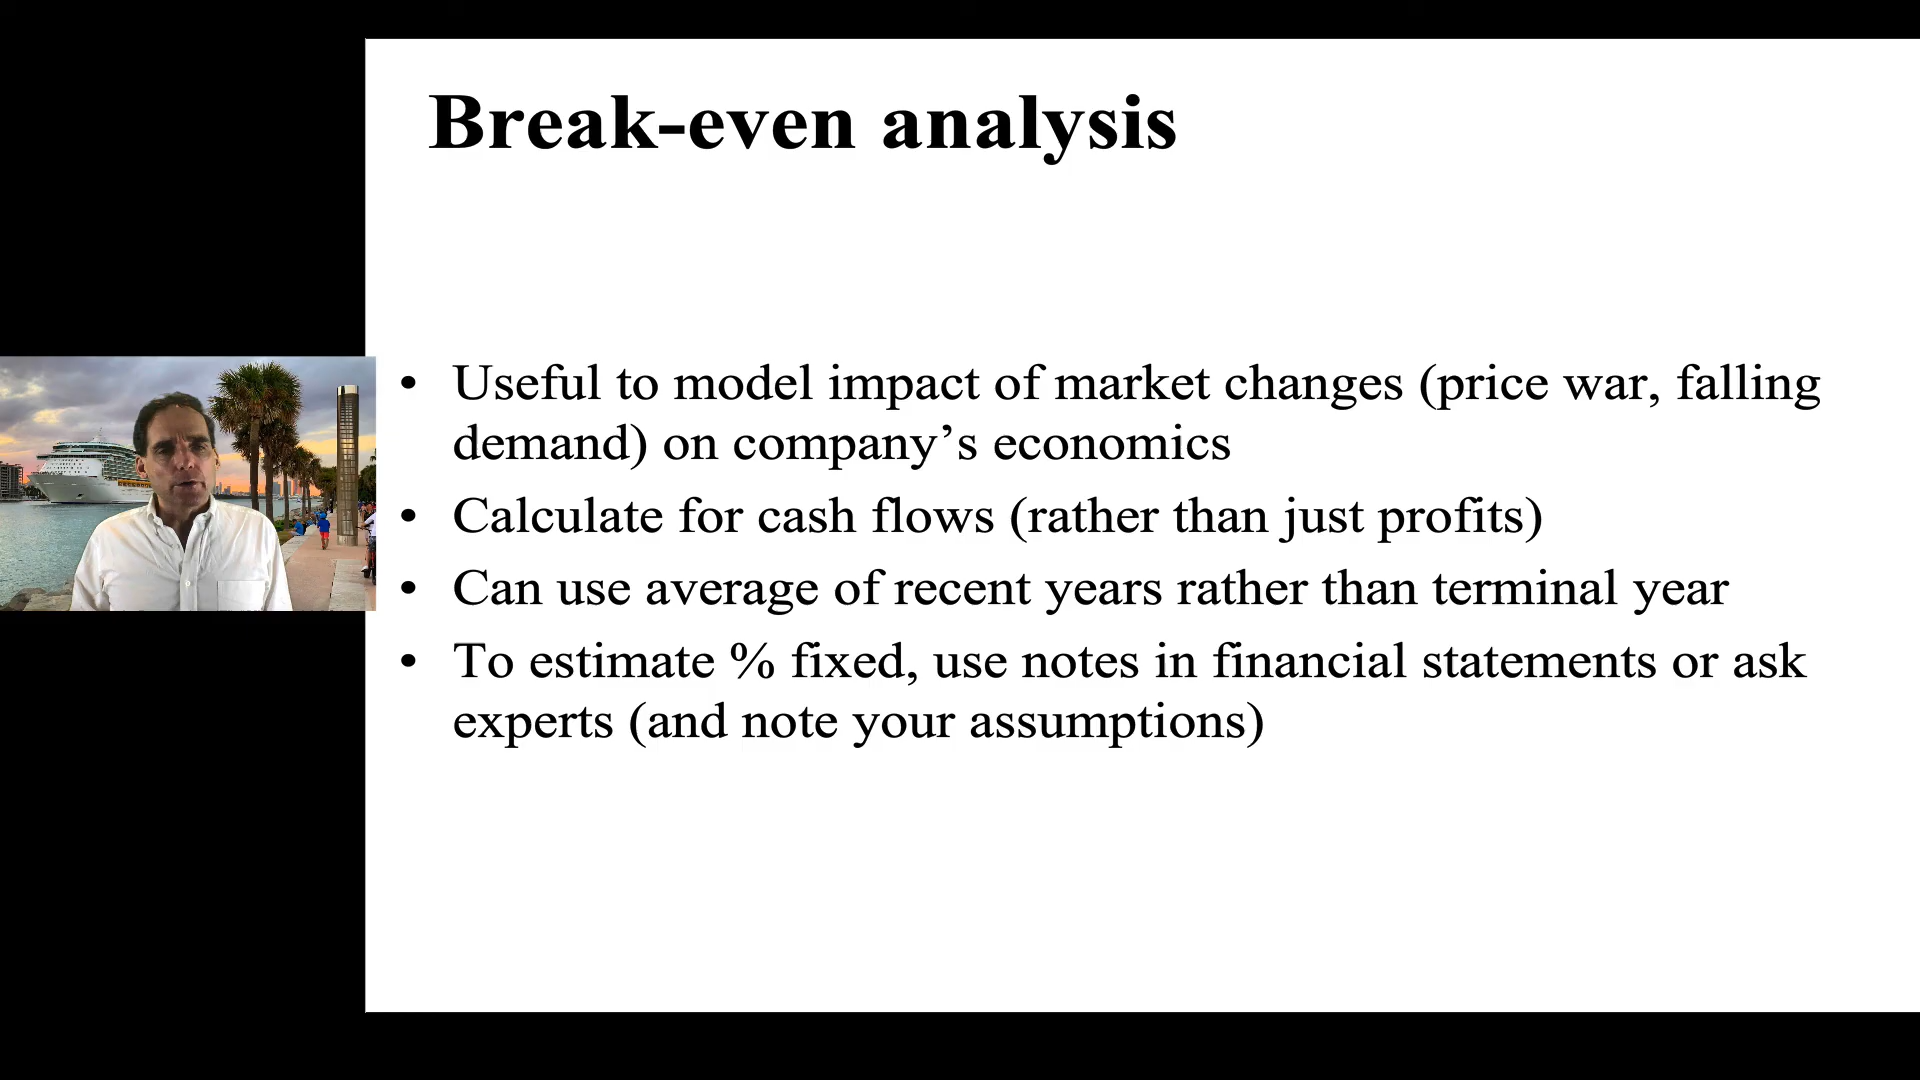 Break-even analysis
• Useful to model impact of market changes (price war, falling
demand) on company’s economics
• Calculate for cash flows (rather than just profits)
• Can use average of recent years rather than terminal year
• To estimate % fixed, use notes in financial statements or ask
experts (and note your assumptions)